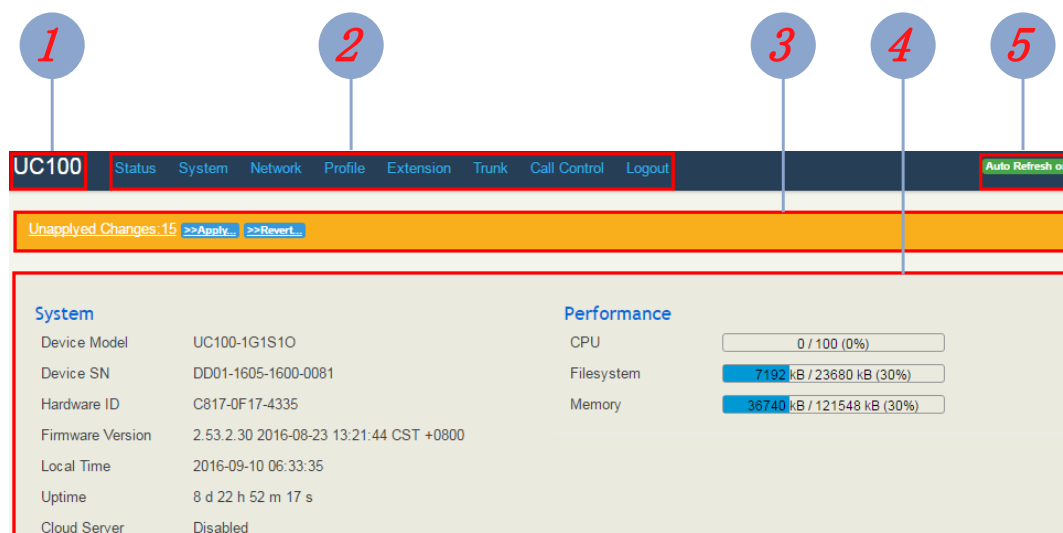 1 2 3 4 5
UC100 Status System Network Profile Extension Trunk Call Control Logout Auto Refresh
Unapplyed Changes:15 >>Apply... >>Revert...
System Performance
Device Model UC100-1G1S1O CPU 0 / 100 (0%)
Device SN DD01-1605-1600-0081 Filesystem 7192 kB / 23680 kB (30%)
Hardware ID C817-0F17-4335 Memory 36740 kB / 121548 kB (30%)
Firmware Version 2.53.2.30 2016-08-23 13:21:44 CST +0800
Local Time 2016-09-10 06:33:35
Uptime 8 d 22 h 52 m 17 s
Cloud Server Disabled